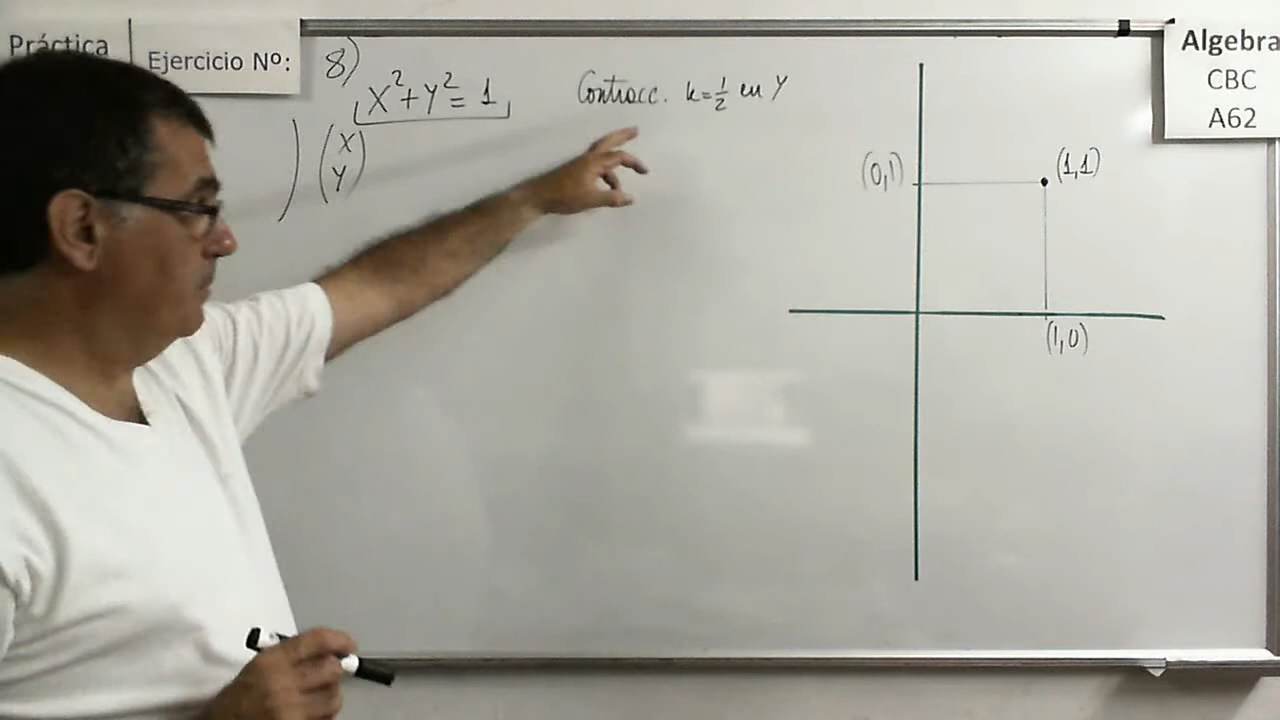 Práctica
Ejercicio Nº:
8)
X²+Y²=1
Contracc. k=1/2 en Y
) (X
Y)
(0,1)
(1,1)
(1,0)
Algebra
CBC
A62